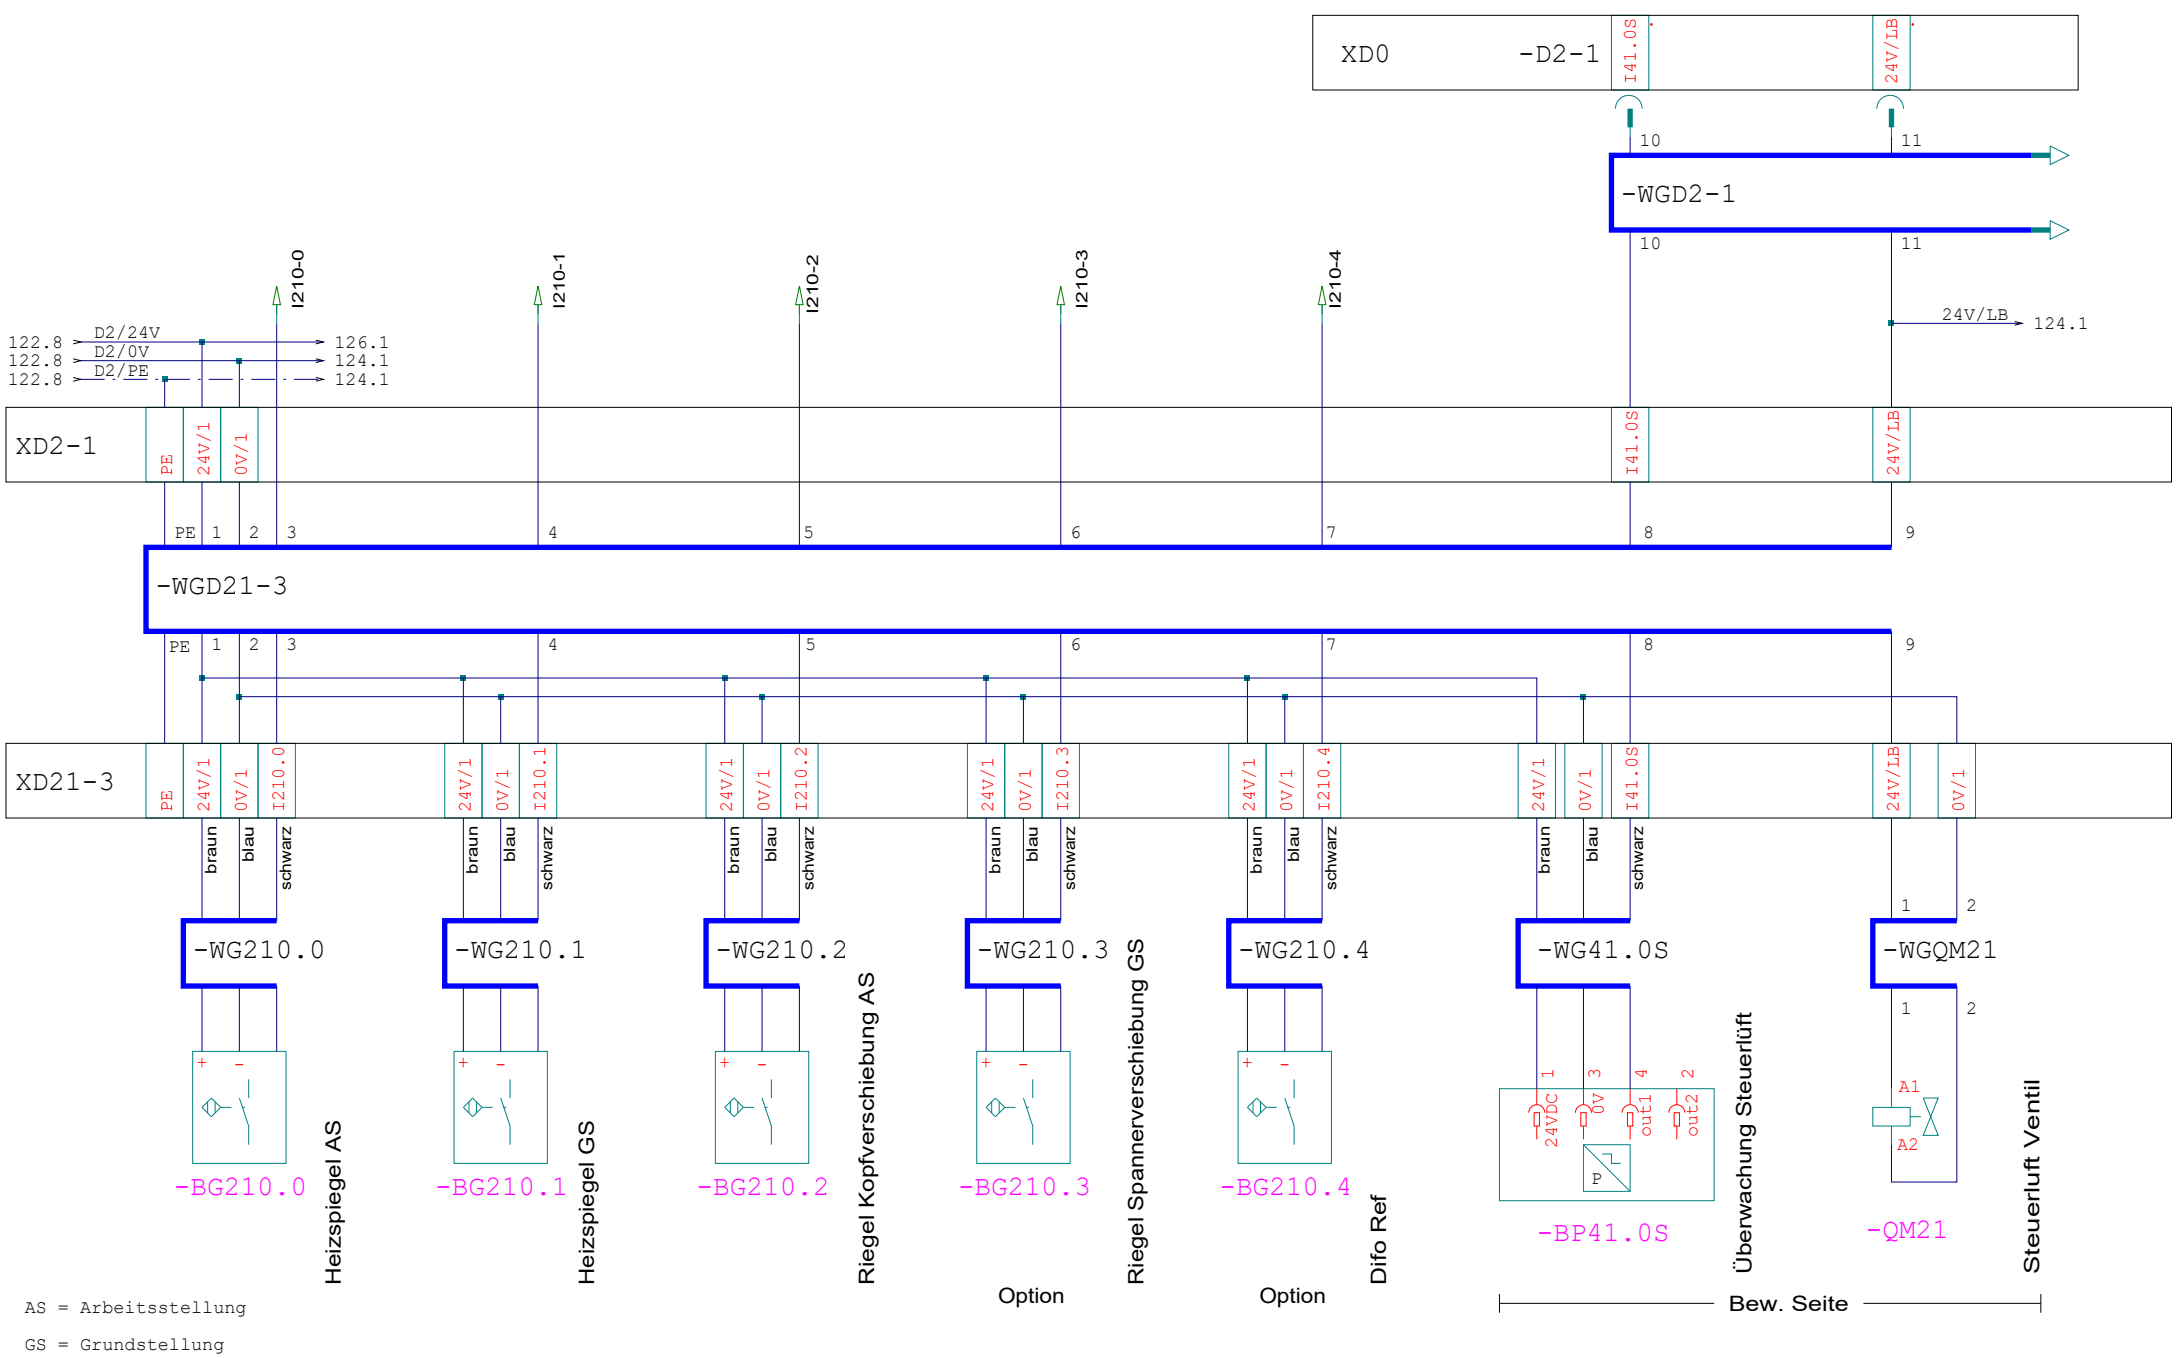 XD0 -D2-1 I41.0S 24V/LB
10 11
-WGD2-1
10 11
I210-0 I210-1 I210-2 I210-3 I210-4
24V/LB 124.1
122.8 D2/24V 126.1
122.8 D2/0V 124.1
122.8 D2/PE 124.1
XD2-1 PE 24V/1 0V/1 I41.0S 24V/LB
PE 1 2 3 4 5 6 7 8 9
-WGD21-3
PE 1 2 3 4 5 6 7 8 9
XD21-3 PE 24V/1 0V/1 I210.0 24V/1 0V/1 I210.1 24V/1 0V/1 I210.2 24V/1 0V/1 I210.3 24V/1 0V/1 I210.4 24V/1 0V/1 I41.0S 24V/LB 0V/1
braun blau schwarz braun blau schwarz braun blau schwarz braun blau schwarz braun blau schwarz braun blau schwarz
1 2
-WG210.0 -WG210.1 -WG210.2 -WG210.3 -WG210.4 -WG41.0S -WGQM21
1 2
+ - + - + - + - + -
1 3 4 2
24VDC 0V out1 out2
P
A1
A2
-BG210.0 -BG210.1 -BG210.2 -BG210.3 -BG210.4
-BP41.0S -QM21
Heizspiegel AS
Heizspiegel GS
Riegel Kopfverschiebung AS
Riegel Spannerverschiebung GS
Difo Ref
Überwachung Steuerlüft
Steuerluft Ventil
Option Option
Bew. Seite
AS = Arbeitsstellung
GS = Grundstellung